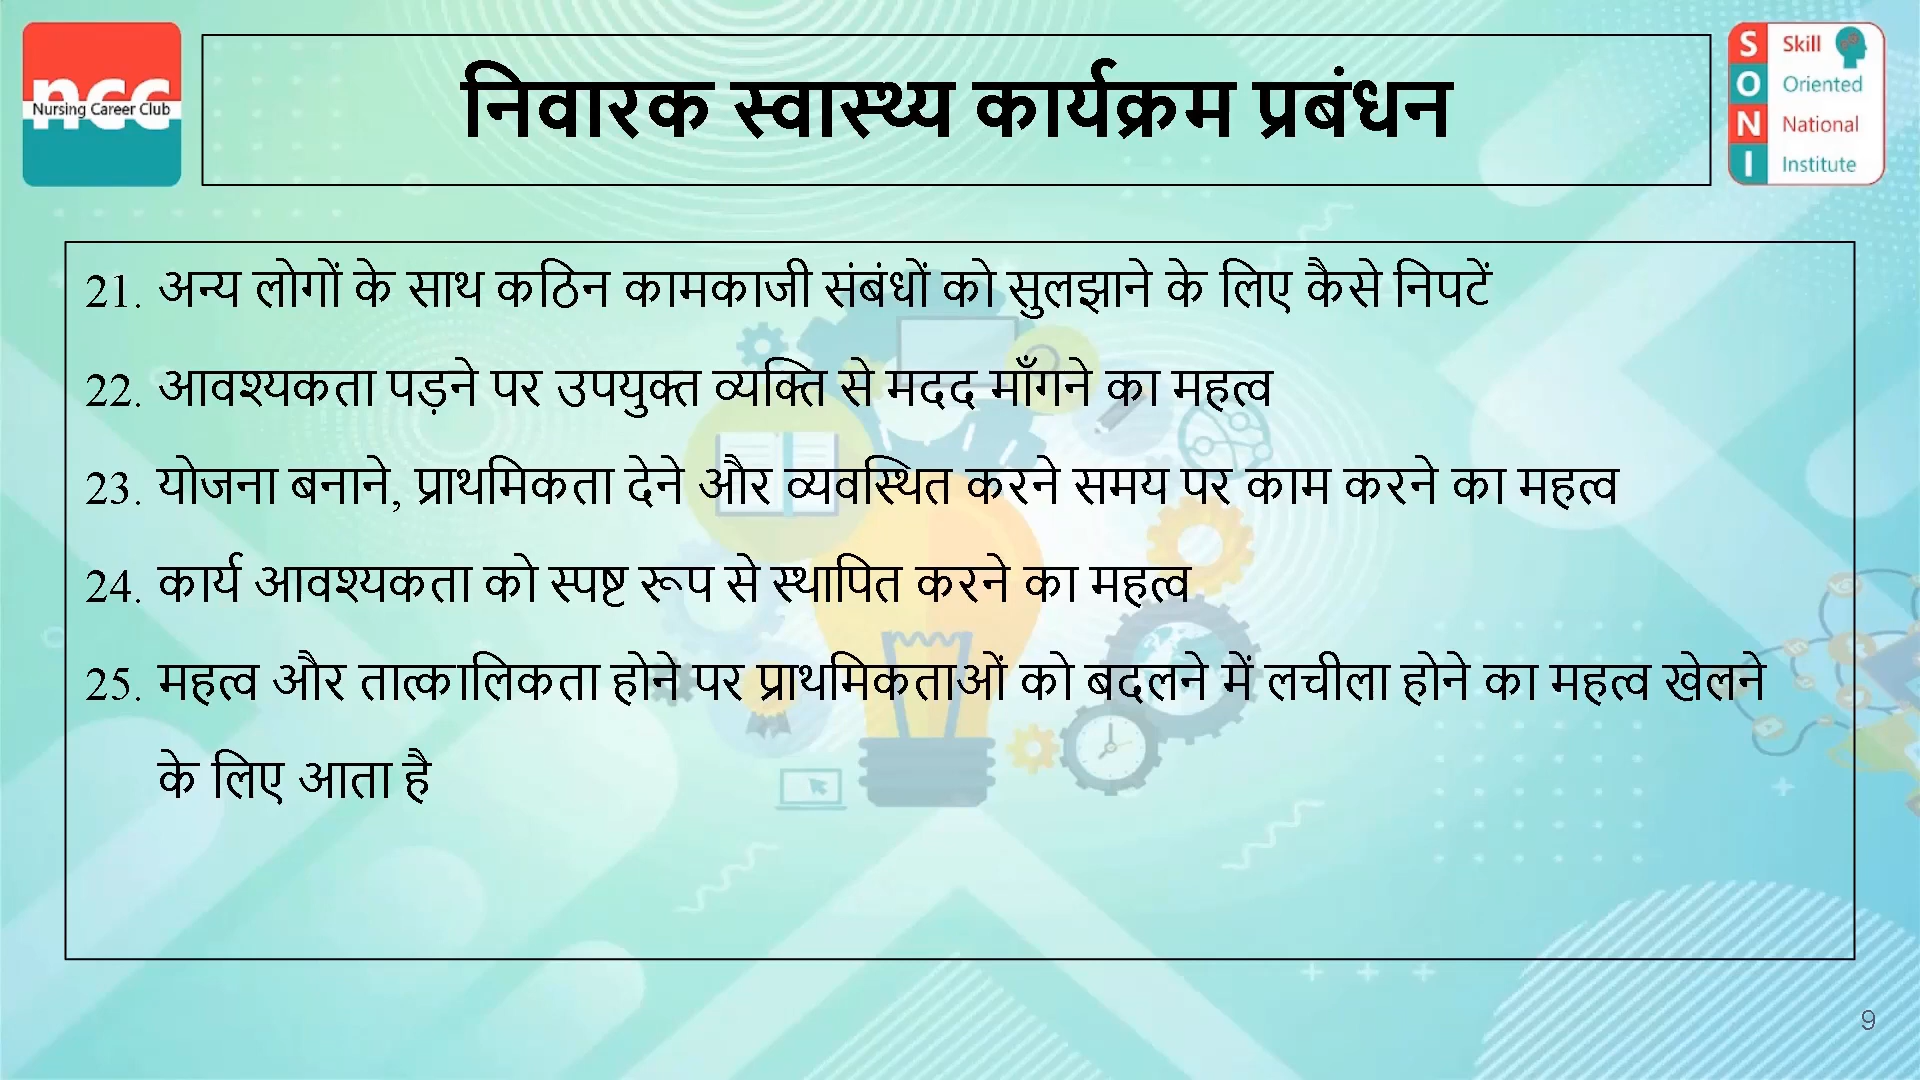 ncc
Nursing Career Club
निवारक स्वास्थ्य कार्यक्रम प्रबंधन
S Skill
O Oriented
N National
I Institute
21. अन्य लोगों के साथ कठिन कामकाजी संबंधों को सुलझाने के लिए कैसे निपटें
22. आवश्यकता पड़ने पर उपयुक्त व्यक्ति से मदद माँगने का महत्व
23. योजना बनाने, प्राथमिकता देने और व्यवस्थित करने समय पर काम करने का महत्व
24. कार्य आवश्यकता को स्पष्ट रूप से स्थापित करने का महत्व
25. महत्व और तात्कालिकता होने पर प्राथमिकताओं को बदलने में लचीला होने का महत्व खेलने
के लिए आता है
9